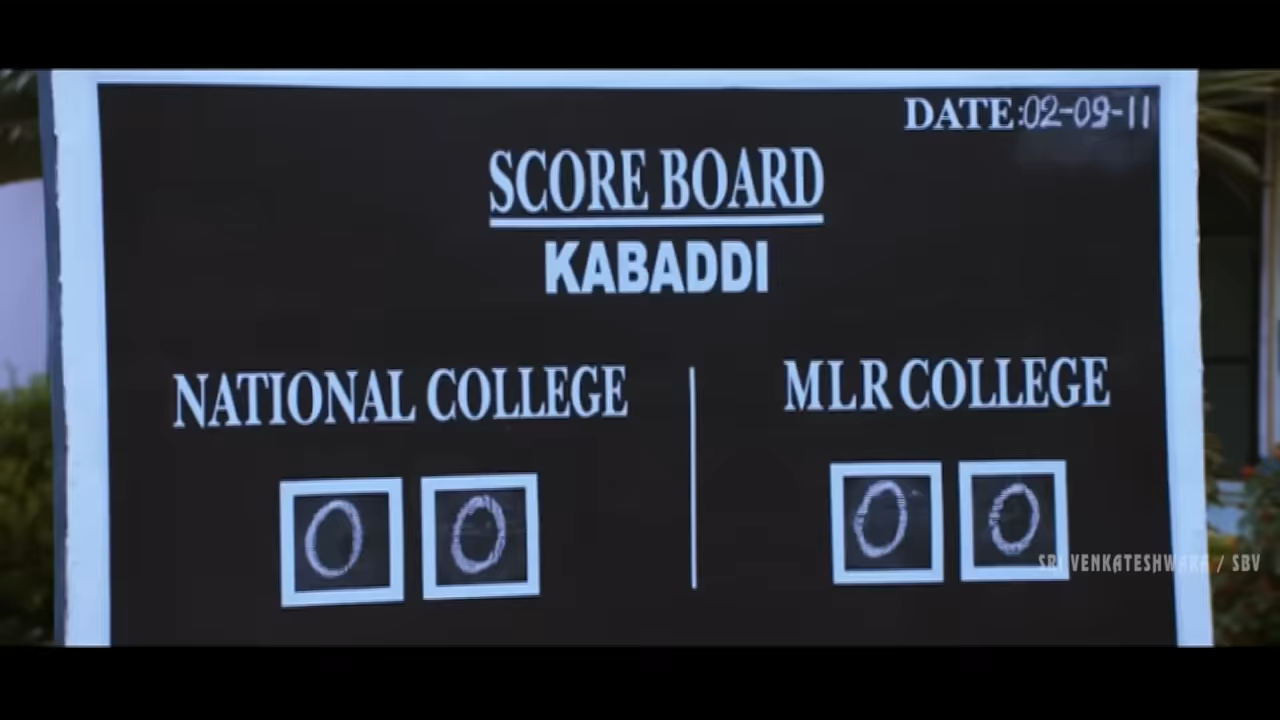 DATE:02-09-11
SCORE BOARD
KABADDI
NATIONAL COLLEGE
MLR COLLEGE
0 0
0 0
SRI VENKATESHWARA / SBV